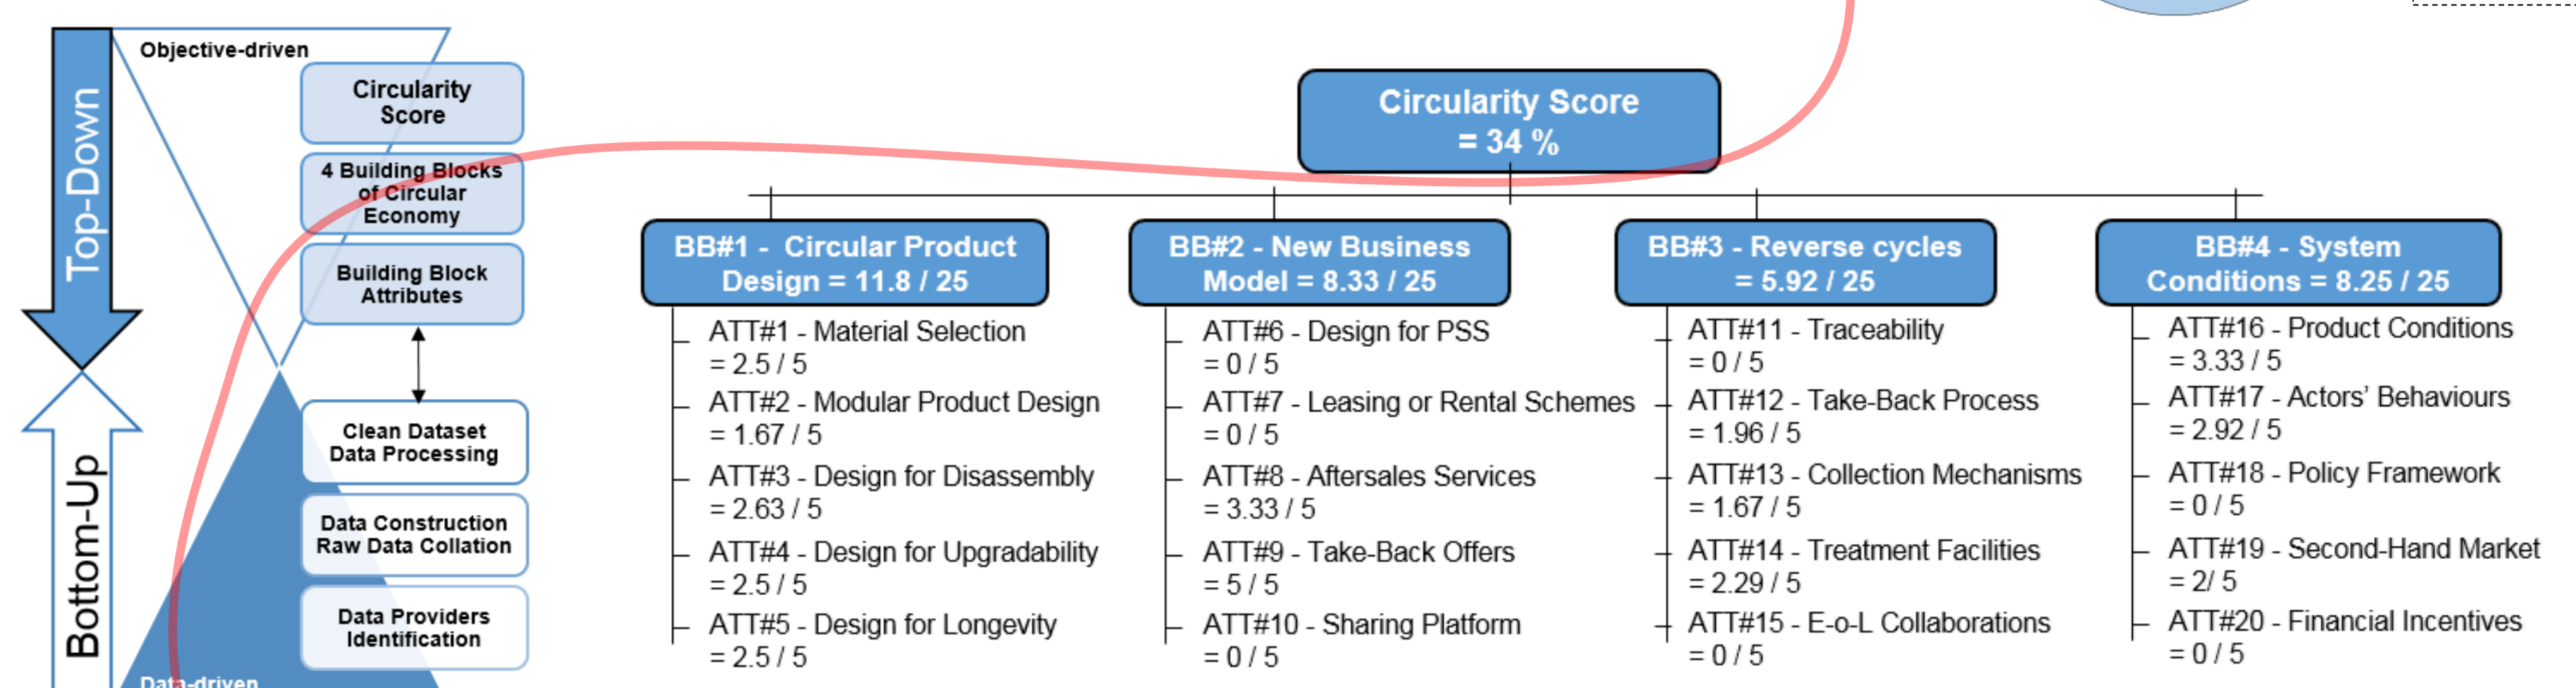 Top-Down
Bottom-Up
Objective-driven
Circularity
Score
4 Building Blocks
of Circular
Economy
Building Block
Attributes
Clean Dataset
Data Processing
Data Construction
Raw Data Collation
Data Providers
Identification
Data-driven
Circularity Score
= 34 %
BB#1 - Circular Product
Design = 11.8 / 25
ATT#1 - Material Selection
= 2.5 / 5
ATT#2 - Modular Product Design
= 1.67 / 5
ATT#3 - Design for Disassembly
= 2.63 / 5
ATT#4 - Design for Upgradability
= 2.5 / 5
ATT#5 - Design for Longevity
= 2.5 / 5
BB#2 - New Business
Model = 8.33 / 25
ATT#6 - Design for PSS
= 0 / 5
ATT#7 - Leasing or Rental Schemes
= 0 / 5
ATT#8 - Aftersales Services
= 3.33 / 5
ATT#9 - Take-Back Offers
= 5 / 5
ATT#10 - Sharing Platform
= 0 / 5
BB#3 - Reverse cycles
= 5.92 / 25
ATT#11 - Traceability
= 0 / 5
ATT#12 - Take-Back Process
= 1.96 / 5
ATT#13 - Collection Mechanisms
= 1.67 / 5
ATT#14 - Treatment Facilities
= 2.29 / 5
ATT#15 - E-o-L Collaborations
= 0 / 5
BB#4 - System
Conditions = 8.25 / 25
ATT#16 - Product Conditions
= 3.33 / 5
ATT#17 - Actors' Behaviours
= 2.92 / 5
ATT#18 - Policy Framework
= 0 / 5
ATT#19 - Second-Hand Market
= 2/ 5
ATT#20 - Financial Incentives
= 0 / 5